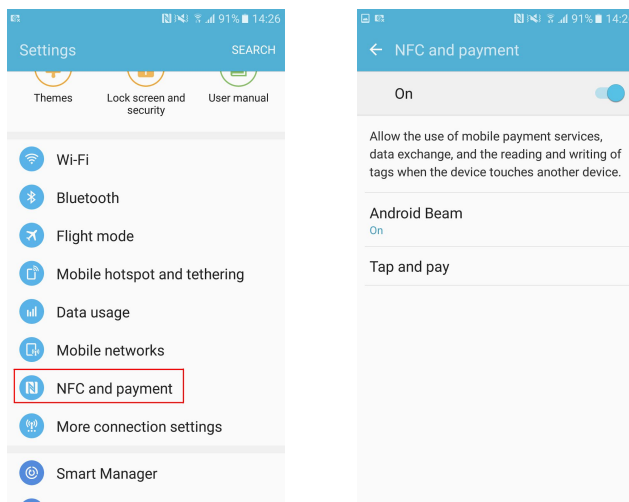 91% 14:26
Settings
SEARCH
Themes
Lock screen and
security
User manual
Wi-Fi
Bluetooth
Flight mode
Mobile hotspot and tethering
Data usage
Mobile networks
NFC and payment
More connection settings
Smart Manager
91% 14:2
NFC and payment
On
Allow the use of mobile payment services,
data exchange, and the reading and writing of
tags when the device touches another device.
Android Beam
On
Tap and pay